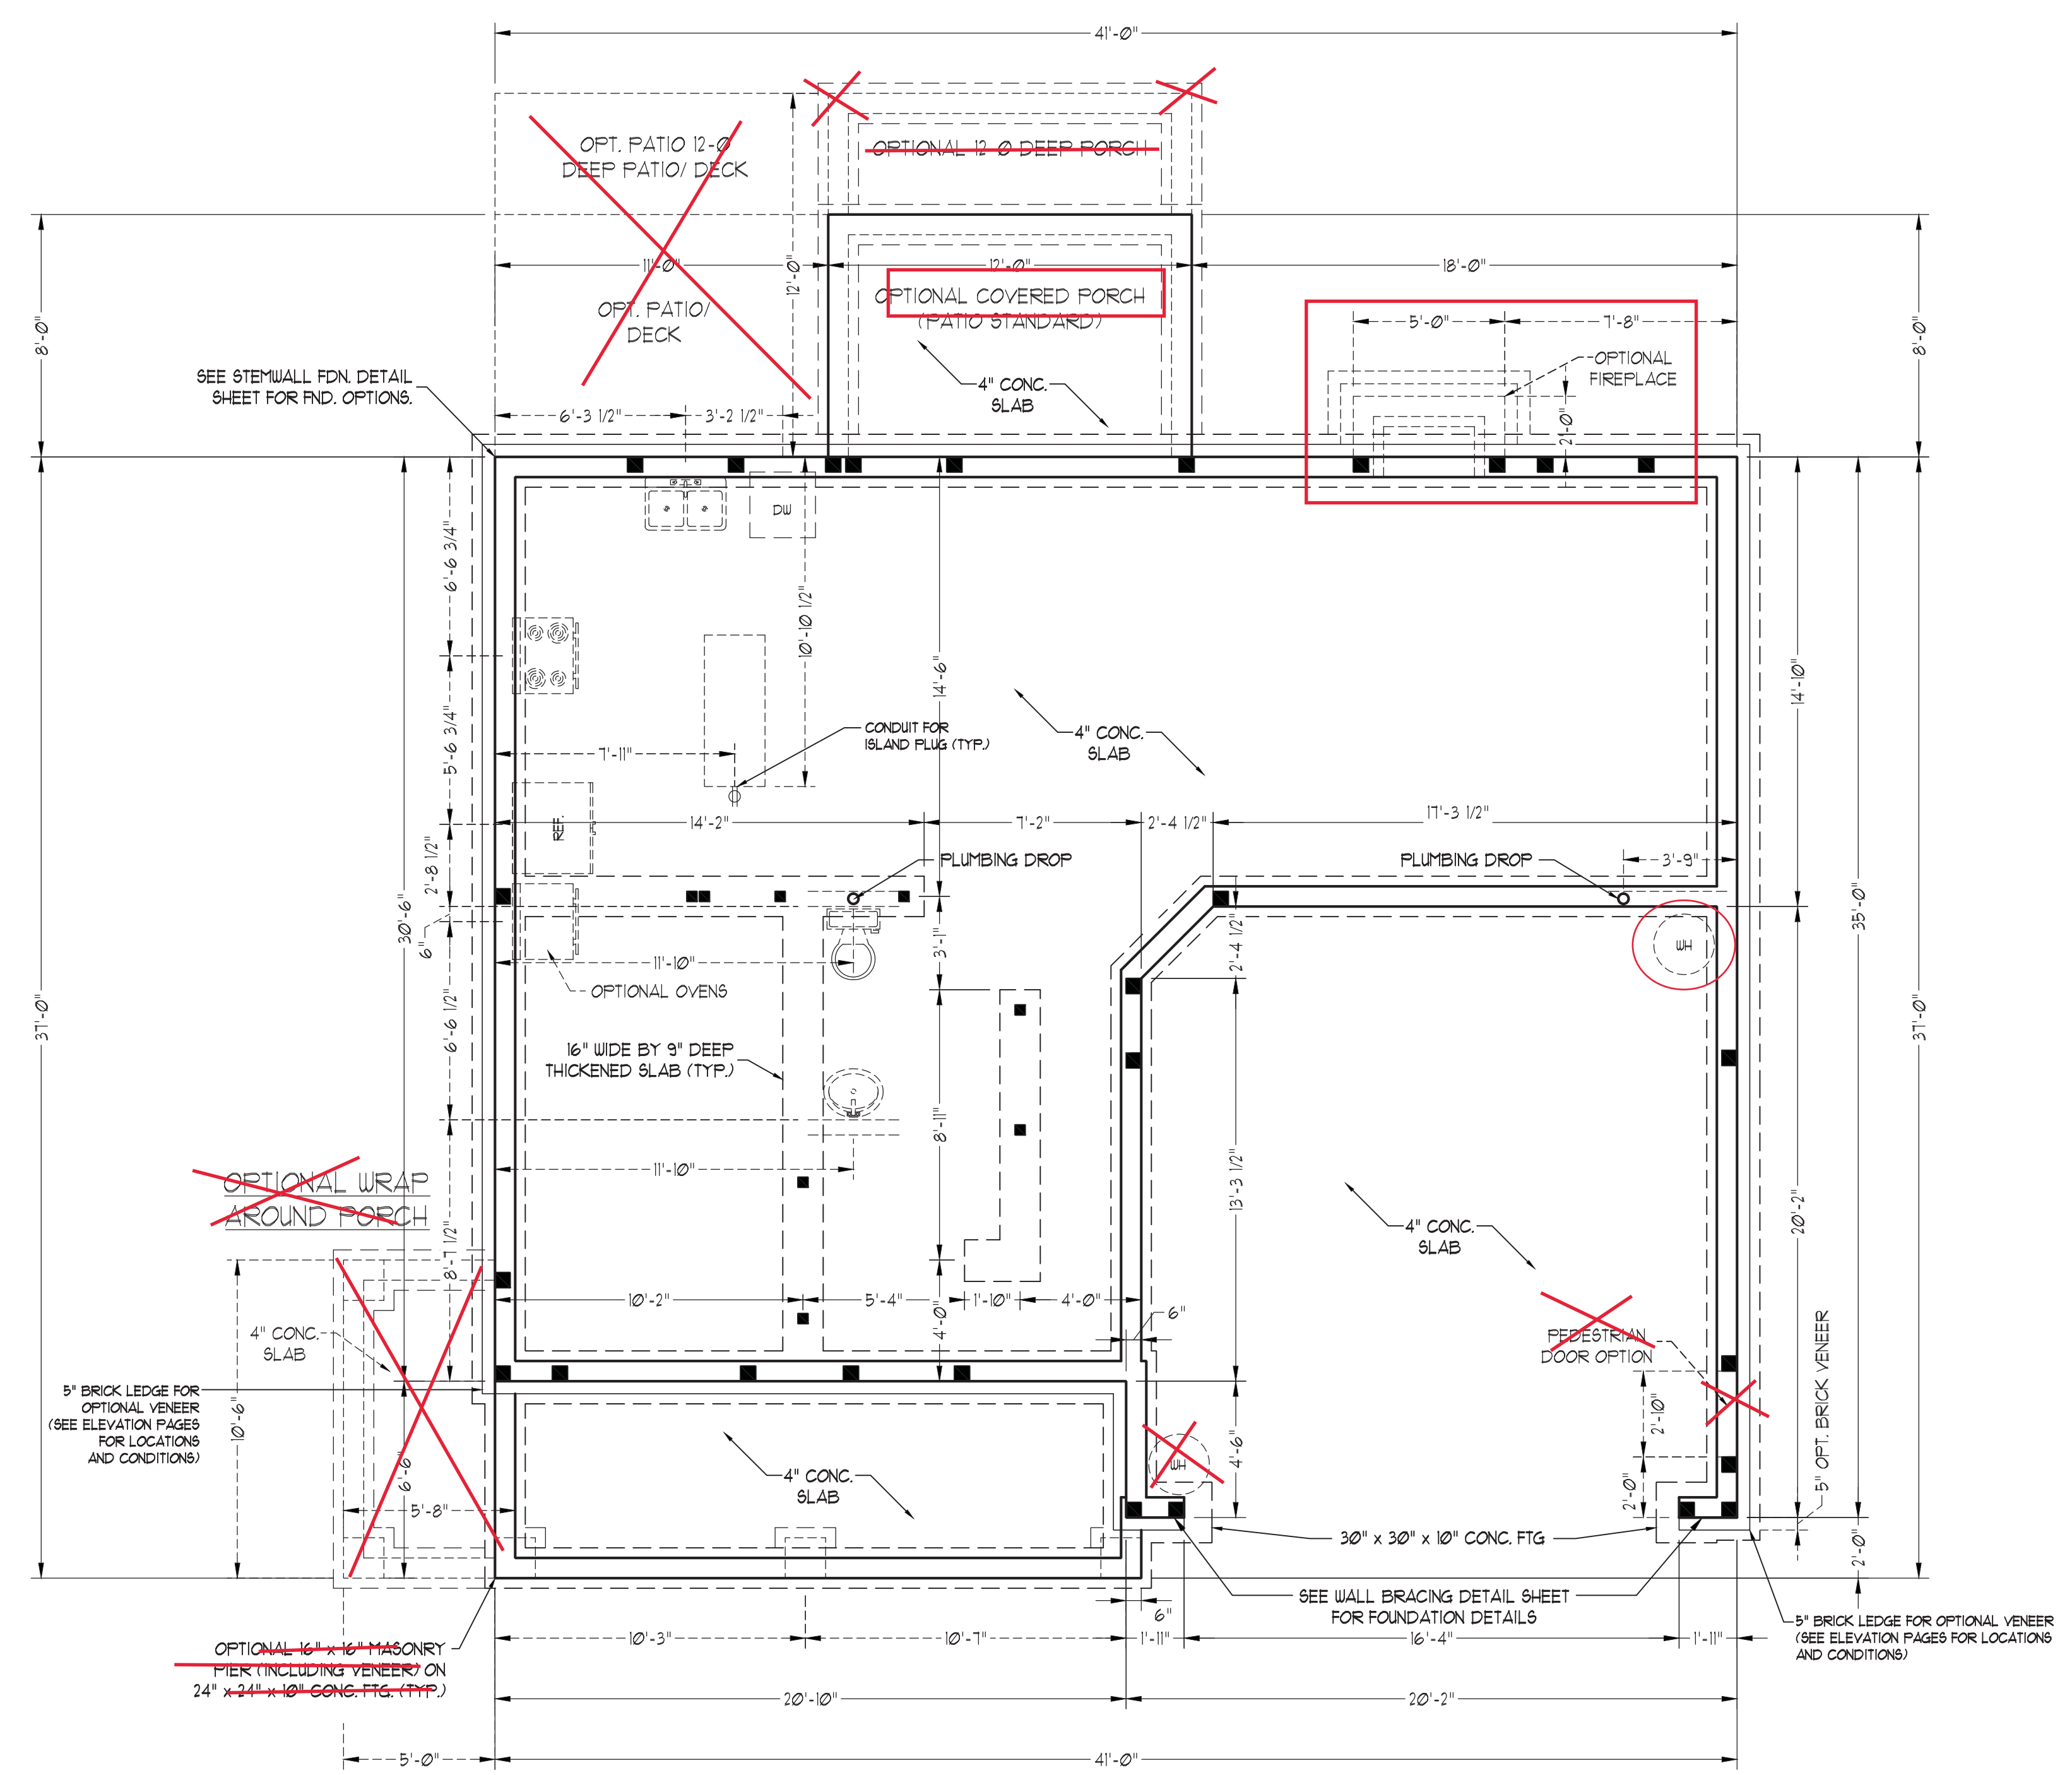 41'-0"
OPT. PATIO 12-0
DEEP PATIO/ DECK
OPTIONAL 12-0 DEEP PORCH
11'-0"
12'-0"
12'-0"
18'-0"
OPT. PATIO/
DECK
OPTIONAL COVERED PORCH
(PATIO STANDARD)
5'-0"
7'-8"
8'-0"
8'-0"
OPTIONAL
FIREPLACE
SEE STEMWALL FDN. DETAIL
SHEET FOR FND. OPTIONS.
4" CONC.
SLAB
6'-3 1/2"
3'-2 1/2"
2'-0"
DW
6'-6 3/4"
10'-10 1/2"
14'-6"
14'-10"
5'-6 3/4"
CONDUIT FOR
ISLAND PLUG (TYP.)
4" CONC.
SLAB
7'-11"
REF.
14'-2"
7'-2"
2'-4 1/2"
17'-3 1/2"
2'-8 1/2"
PLUMBING DROP
PLUMBING DROP
3'-9"
30'-6"
6"
3'-1"
2'-4 1/2"
WH
35'-0"
11'-10"
OPTIONAL OVENS
37'-0"
37'-0"
6'-6 1/2"
16" WIDE BY 9" DEEP
THICKENED SLAB (TYP.)
8'-11"
11'-10"
13'-3 1/2"
20'-2"
OPTIONAL WRAP
AROUND PORCH
8'-7 1/2"
4" CONC.
SLAB
10'-2"
5'-4"
1'-10"
4'-0"
4'-0"
6"
4" CONC.
SLAB
PEDESTRIAN
DOOR OPTION
5" OPT. BRICK VENEER
5" BRICK LEDGE FOR
OPTIONAL VENEER
(SEE ELEVATION PAGES
FOR LOCATIONS
AND CONDITIONS)
10'-6"
6'-6"
5'-8"
4" CONC.
SLAB
WH
4'-6"
2'-10"
2'-0"
30" x 30" x 10" CONC. FTG
2'-0"
SEE WALL BRACING DETAIL SHEET
FOR FOUNDATION DETAILS
6"
5" BRICK LEDGE FOR OPTIONAL VENEER
(SEE ELEVATION PAGES FOR LOCATIONS
AND CONDITIONS)
OPTIONAL 16" x 16" MASONRY
PIER (INCLUDING VENEER) ON
24" x 24" x 10" CONC. FTG. (TYP.)
10'-3"
10'-7"
1'-11"
16'-4"
1'-11"
20'-10"
20'-2"
5'-0"
41'-0"